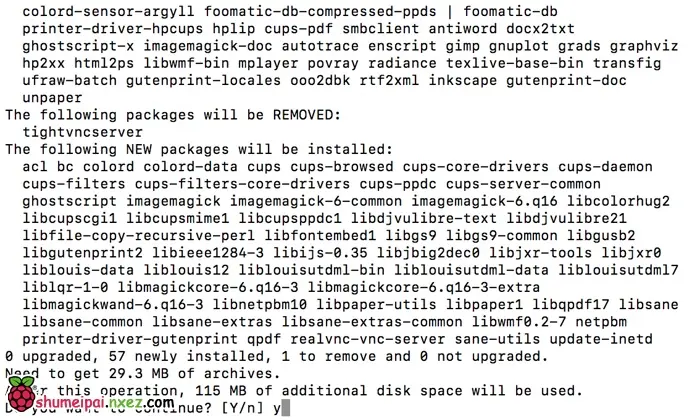 colord-sensor-argyll foomatic-db-compressed-ppds | foomatic-db
printer-driver-hpcups hplip cups-pdf smbclient antiword docx2txt
ghostscript-x imagemagick-doc autotrace enscript gimp gnuplot grads graphviz
hp2xx html2ps libwmf-bin mplayer povray radiance texlive-base-bin transfig
ufraw-batch gutenprint-locales ooo2dbk rtf2xml inkscape gutenprint-doc
unpaper
The following packages will be REMOVED:
tightvncserver
The following NEW packages will be installed:
acl bc colord colord-data cups cups-browsed cups-core-drivers cups-daemon
cups-filters cups-filters-core-drivers cups-ppdc cups-server-common
ghostscript imagemagick imagemagick-6-common imagemagick-6.q16 libcolorhug2
libcupscgi1 libcupsmime1 libcupsppdc1 libdjvulibre-text libdjvulibre21
libfile-copy-recursive-perl libfontembed1 libgs9 libgs9-common libgusb2
libgutenprint2 libieee1284-3 libijs-0.35 libjbig2dec0 libjxr-tools libjxr0
liblouis-data liblouis12 liblouisutdml-bin liblouisutdml-data liblouisutdml7
liblqr-1-0 libmagickcore-6.q16-3 libmagickcore-6.q16-3-extra
libmagickwand-6.q16-3 libnetpbm10 libpaper-utils libpaper1 libqpdf17 libsane
libsane-common libsane-extras libsane-extras-common libwmf0.2-7 netpbm
printer-driver-gutenprint qpdf realvnc-vnc-server sane-utils update-inetd
0 upgraded, 57 newly installed, 1 to remove and 0 not upgraded.
Need to get 29.3 MB of archives.
After this operation, 115 MB of additional disk space will be used.
shumeipai.nxez.com
Do you want to continue? [Y/n] y